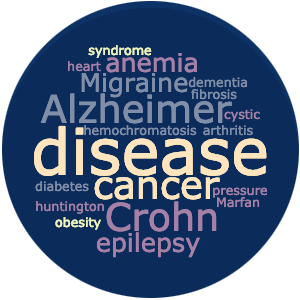 syndrome
heart anemia
Migraine dementia
fibrosis
Alzheimer cystic
hemochromatosis arthritis
disease
diabetes cancer pressure
huntington Crohn Marfan
obesity
epilepsy